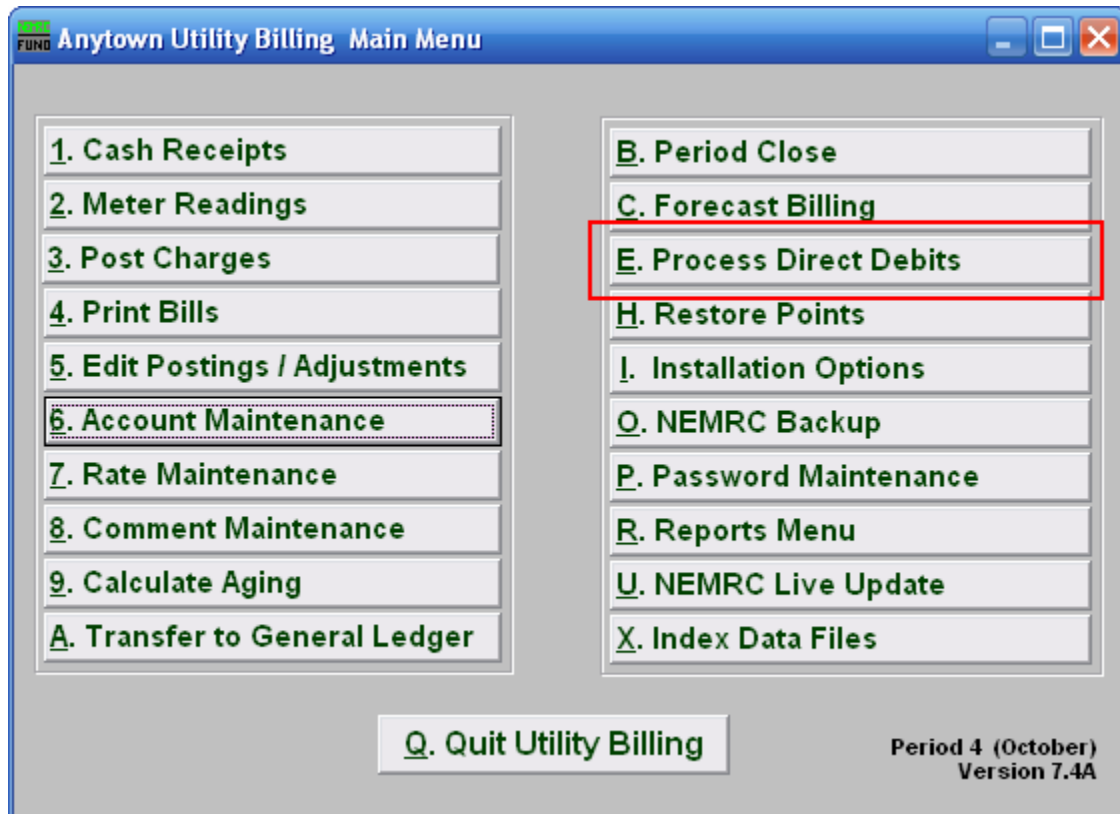 NMRC
FUND Anytown Utility Billing Main Menu
1. Cash Receipts
2. Meter Readings
3. Post Charges
4. Print Bills
5. Edit Postings / Adjustments
6. Account Maintenance
7. Rate Maintenance
8. Comment Maintenance
9. Calculate Aging
A. Transfer to General Ledger
B. Period Close
C. Forecast Billing
E. Process Direct Debits
H. Restore Points
I. Installation Options
O. NEMRC Backup
P. Password Maintenance
R. Reports Menu
U. NEMRC Live Update
X. Index Data Files
Q. Quit Utility Billing
Period 4 (October)
Version 7.4A